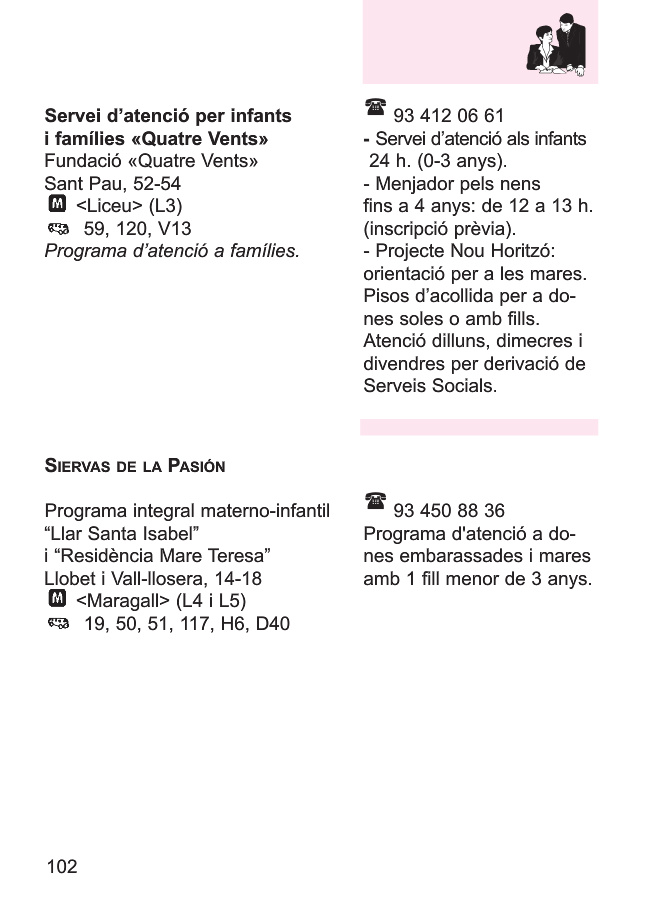 Servei d’atenció per infants
i famílies «Quatre Vents»
Fundació «Quatre Vents»
Sant Pau, 52-54
M <Liceu> (L3)
59, 120, V13
Programa d’atenció a famílies.
93 412 06 61
- Servei d’atenció als infants
24 h. (0-3 anys).
- Menjador pels nens
fins a 4 anys: de 12 a 13 h.
(inscripció prèvia).
- Projecte Nou Horitzó:
orientació per a les mares.
Pisos d’acollida per a do-
nes soles o amb fills.
Atenció dilluns, dimecres i
divendres per derivació de
Serveis Socials.
SIERVAS DE LA PASIÓN
Programa integral materno-infantil
“Llar Santa Isabel”
i “Residència Mare Teresa”
Llobet i Vall-llosera, 14-18
M <Maragall> (L4 i L5)
19, 50, 51, 117, H6, D40
93 450 88 36
Programa d'atenció a do-
nes embarassades i mares
amb 1 fill menor de 3 anys.
102